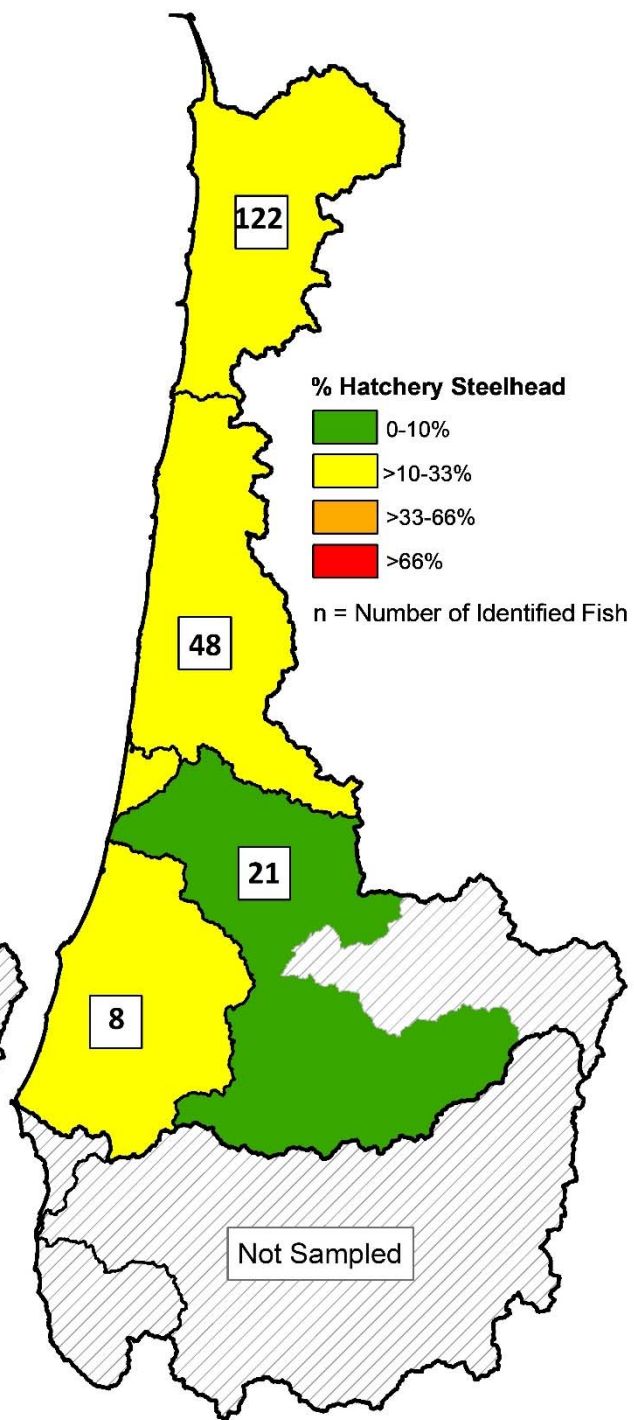 122
% Hatchery Steelhead
0-10%
>10-33%
>33-66%
>66%
n = Number of Identified Fish
48
21
8
Not Sampled